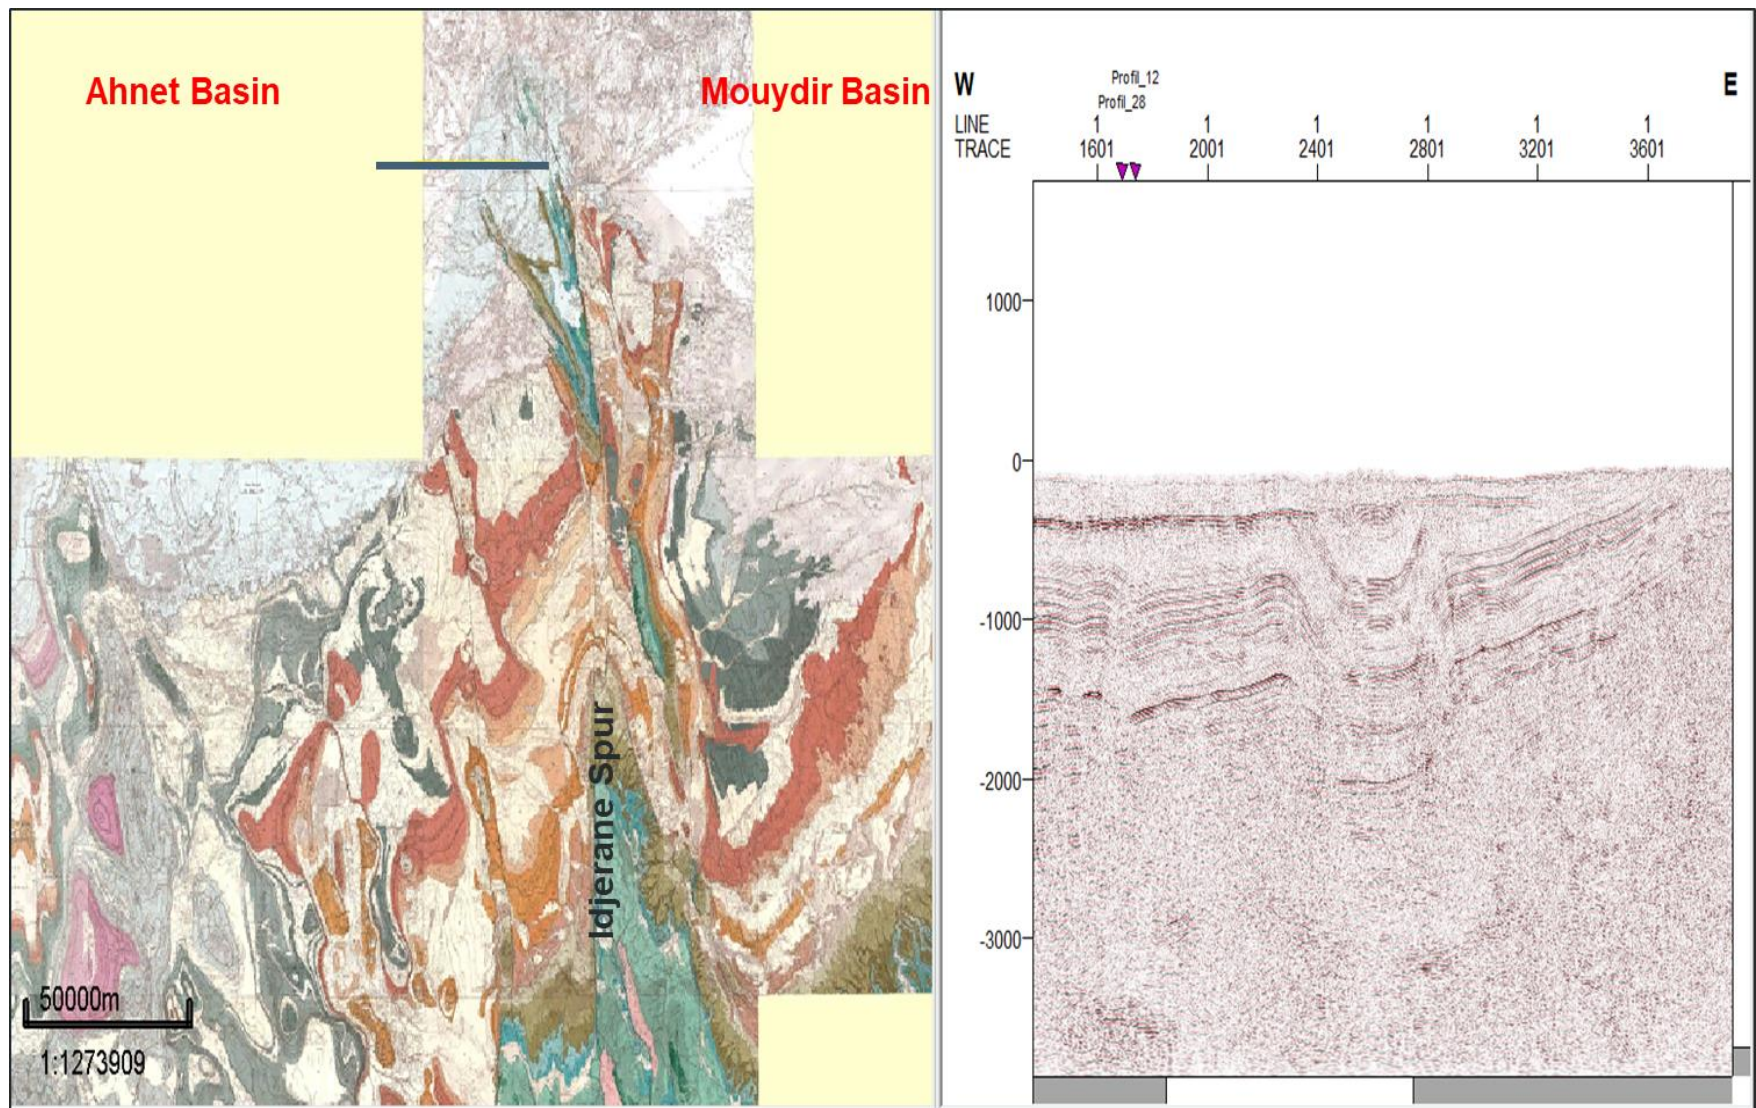 Ahnet Basin
Mouydir Basin
Idjerane Spur
50000m
1:1273909
W
E
Profil_12
Profil_28
LINE 1 1 1 1 1 1
TRACE 1601 2001 2401 2801 3201 3601
1000
0
-1000
-2000
-3000